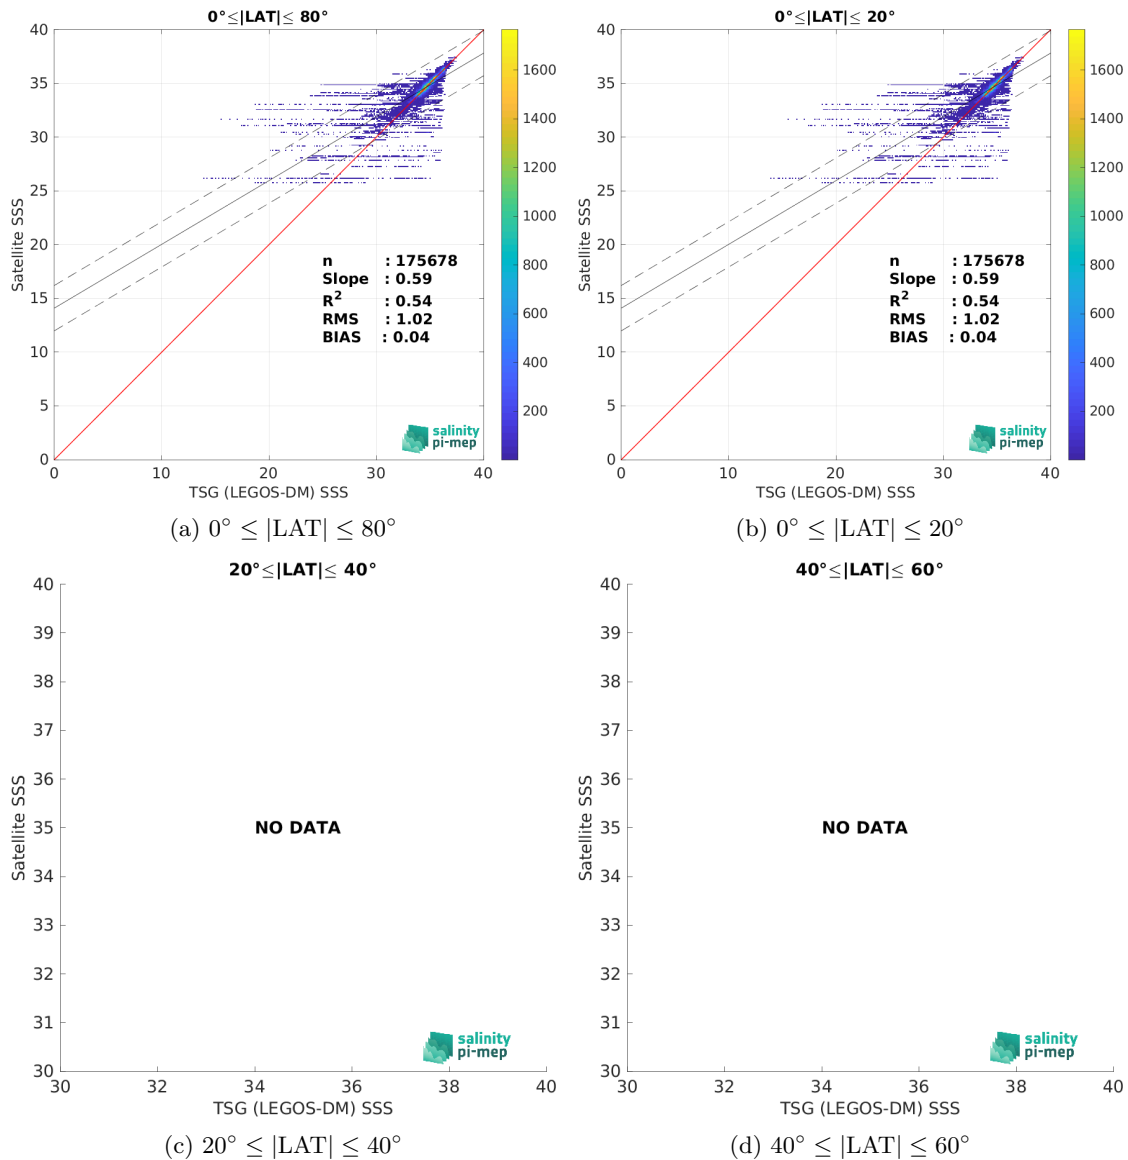 0°≤|LAT|≤ 80°
40
35
30
25
20
15
10
5
0
0
10
20
30
40
Satellite SSS
TSG (LEGOS-DM) SSS
n : 175678
Slope : 0.59
R² : 0.54
RMS : 1.02
BIAS : 0.04
1600
1400
1200
1000
800
600
400
200
salinity
pi-mep
(a) 0° ≤ |LAT| ≤ 80°
0°≤|LAT|≤ 20°
40
35
30
25
20
15
10
5
0
0
10
20
30
40
Satellite SSS
TSG (LEGOS-DM) SSS
n : 175678
Slope : 0.59
R² : 0.54
RMS : 1.02
BIAS : 0.04
1600
1400
1200
1000
800
600
400
200
salinity
pi-mep
(b) 0° ≤ |LAT| ≤ 20°
20°≤|LAT|≤ 40°
40
39
38
37
36
35
34
33
32
31
30
30
32
34
36
38
40
Satellite SSS
NO DATA
salinity
pi-mep
TSG (LEGOS-DM) SSS
(c) 20° ≤ |LAT| ≤ 40°
40°≤|LAT|≤ 60°
40
39
38
37
36
35
34
33
32
31
30
30
32
34
36
38
40
Satellite SSS
NO DATA
salinity
pi-mep
TSG (LEGOS-DM) SSS
(d) 40° ≤ |LAT| ≤ 60°